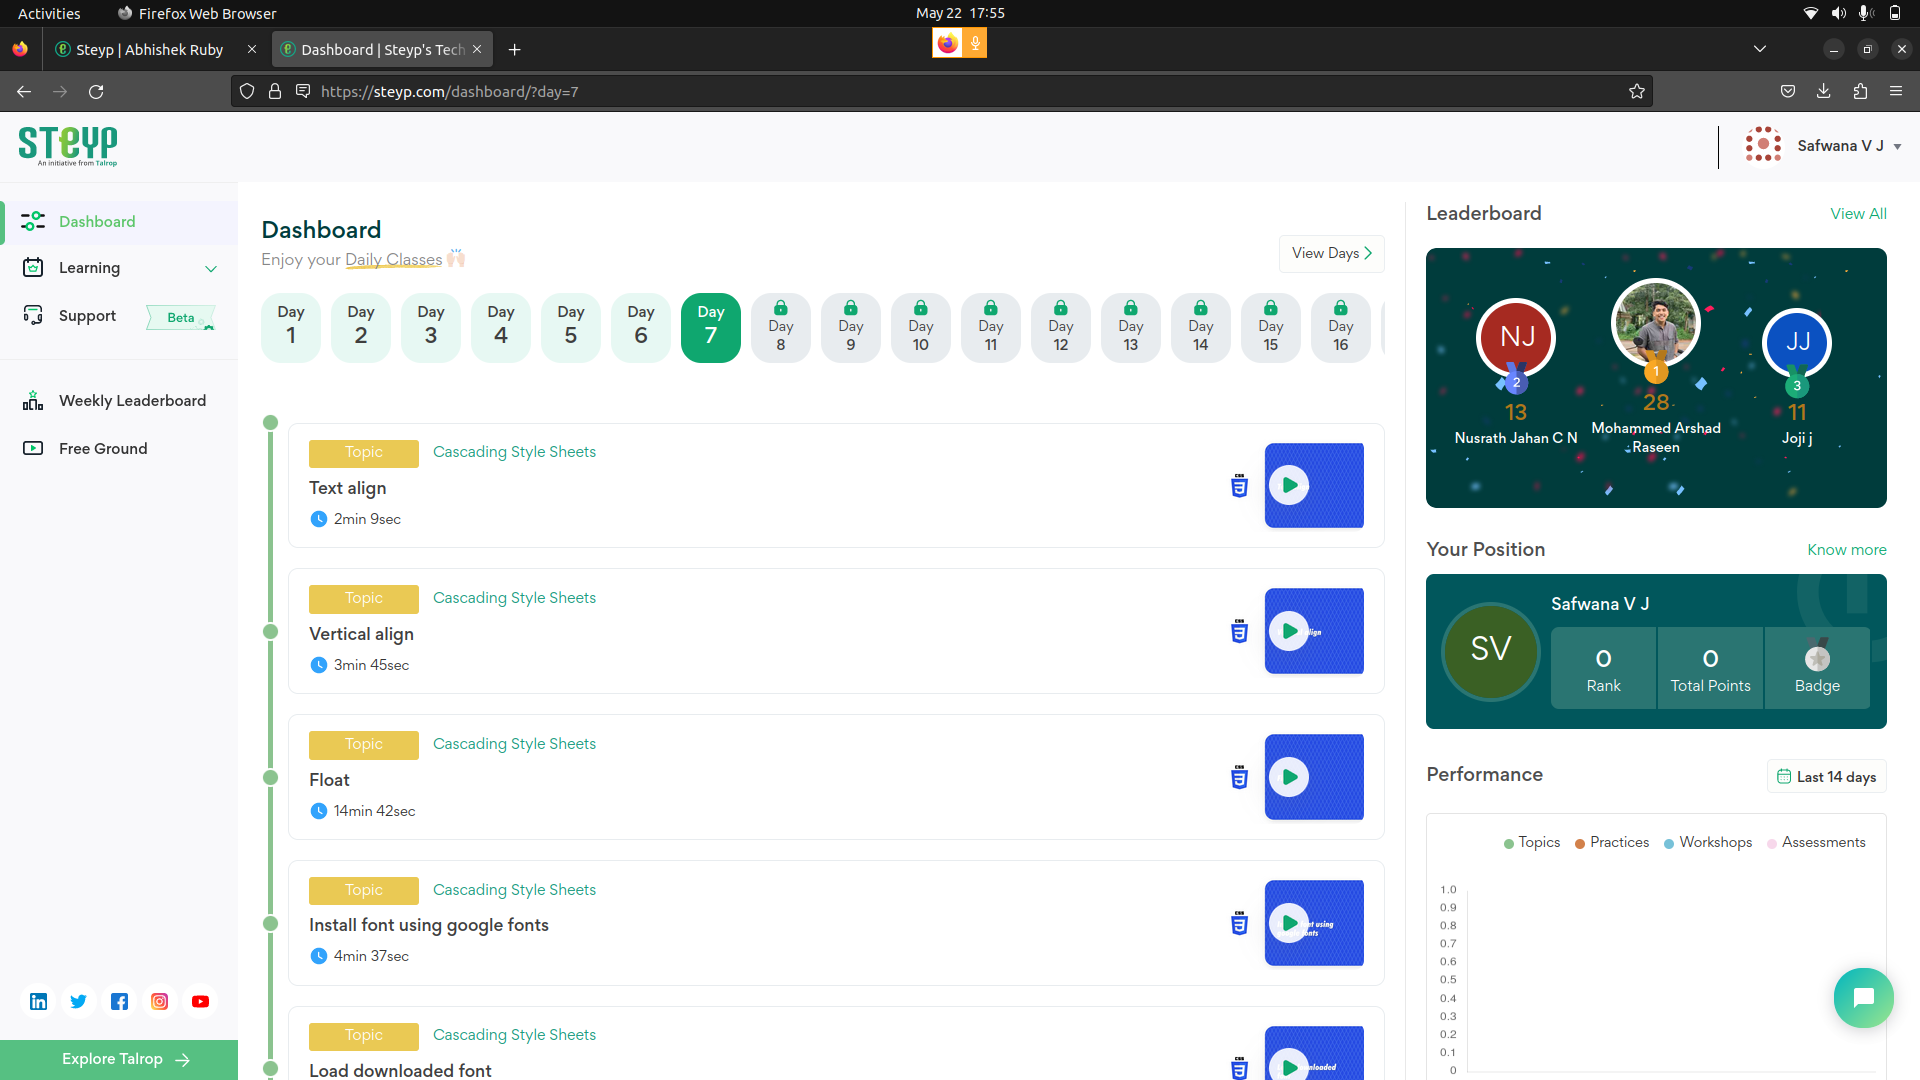 Activities
Firefox Web Browser
May 22 17:55
Steyp | Abhishek Ruby
Dashboard | Steyp's Tech
https://steyp.com/dashboard/?day=7
STEYP
An initiative from Talrop
Safwana V J
Dashboard
Learning
Support
Beta
Weekly Leaderboard
Free Ground
Explore Talrop
Dashboard
Enjoy your Daily Classes
View Days
Day 1
Day 2
Day 3
Day 4
Day 5
Day 6
Day 7
Day 8
Day 9
Day 10
Day 11
Day 12
Day 13
Day 14
Day 15
Day 16
Topic Cascading Style Sheets
Text align
2min 9sec
Topic Cascading Style Sheets
Vertical align
3min 45sec
Topic Cascading Style Sheets
Float
14min 42sec
Topic Cascading Style Sheets
Install font using google fonts
4min 37sec
Topic Cascading Style Sheets
Load downloaded font
Leaderboard
View All
NJ
2
13
Nusrath Jahan C N
1
28
Mohammed Arshad
Raseen
JJ
3
11
Joji j
Your Position
Know more
SV
Safwana V J
0
Rank
0
Total Points
Badge
Performance
Last 14 days
Topics
Practices
Workshops
Assessments
1.0
0.9
0.8
0.7
0.6
0.5
0.4
0.3
0.2
0.1
0